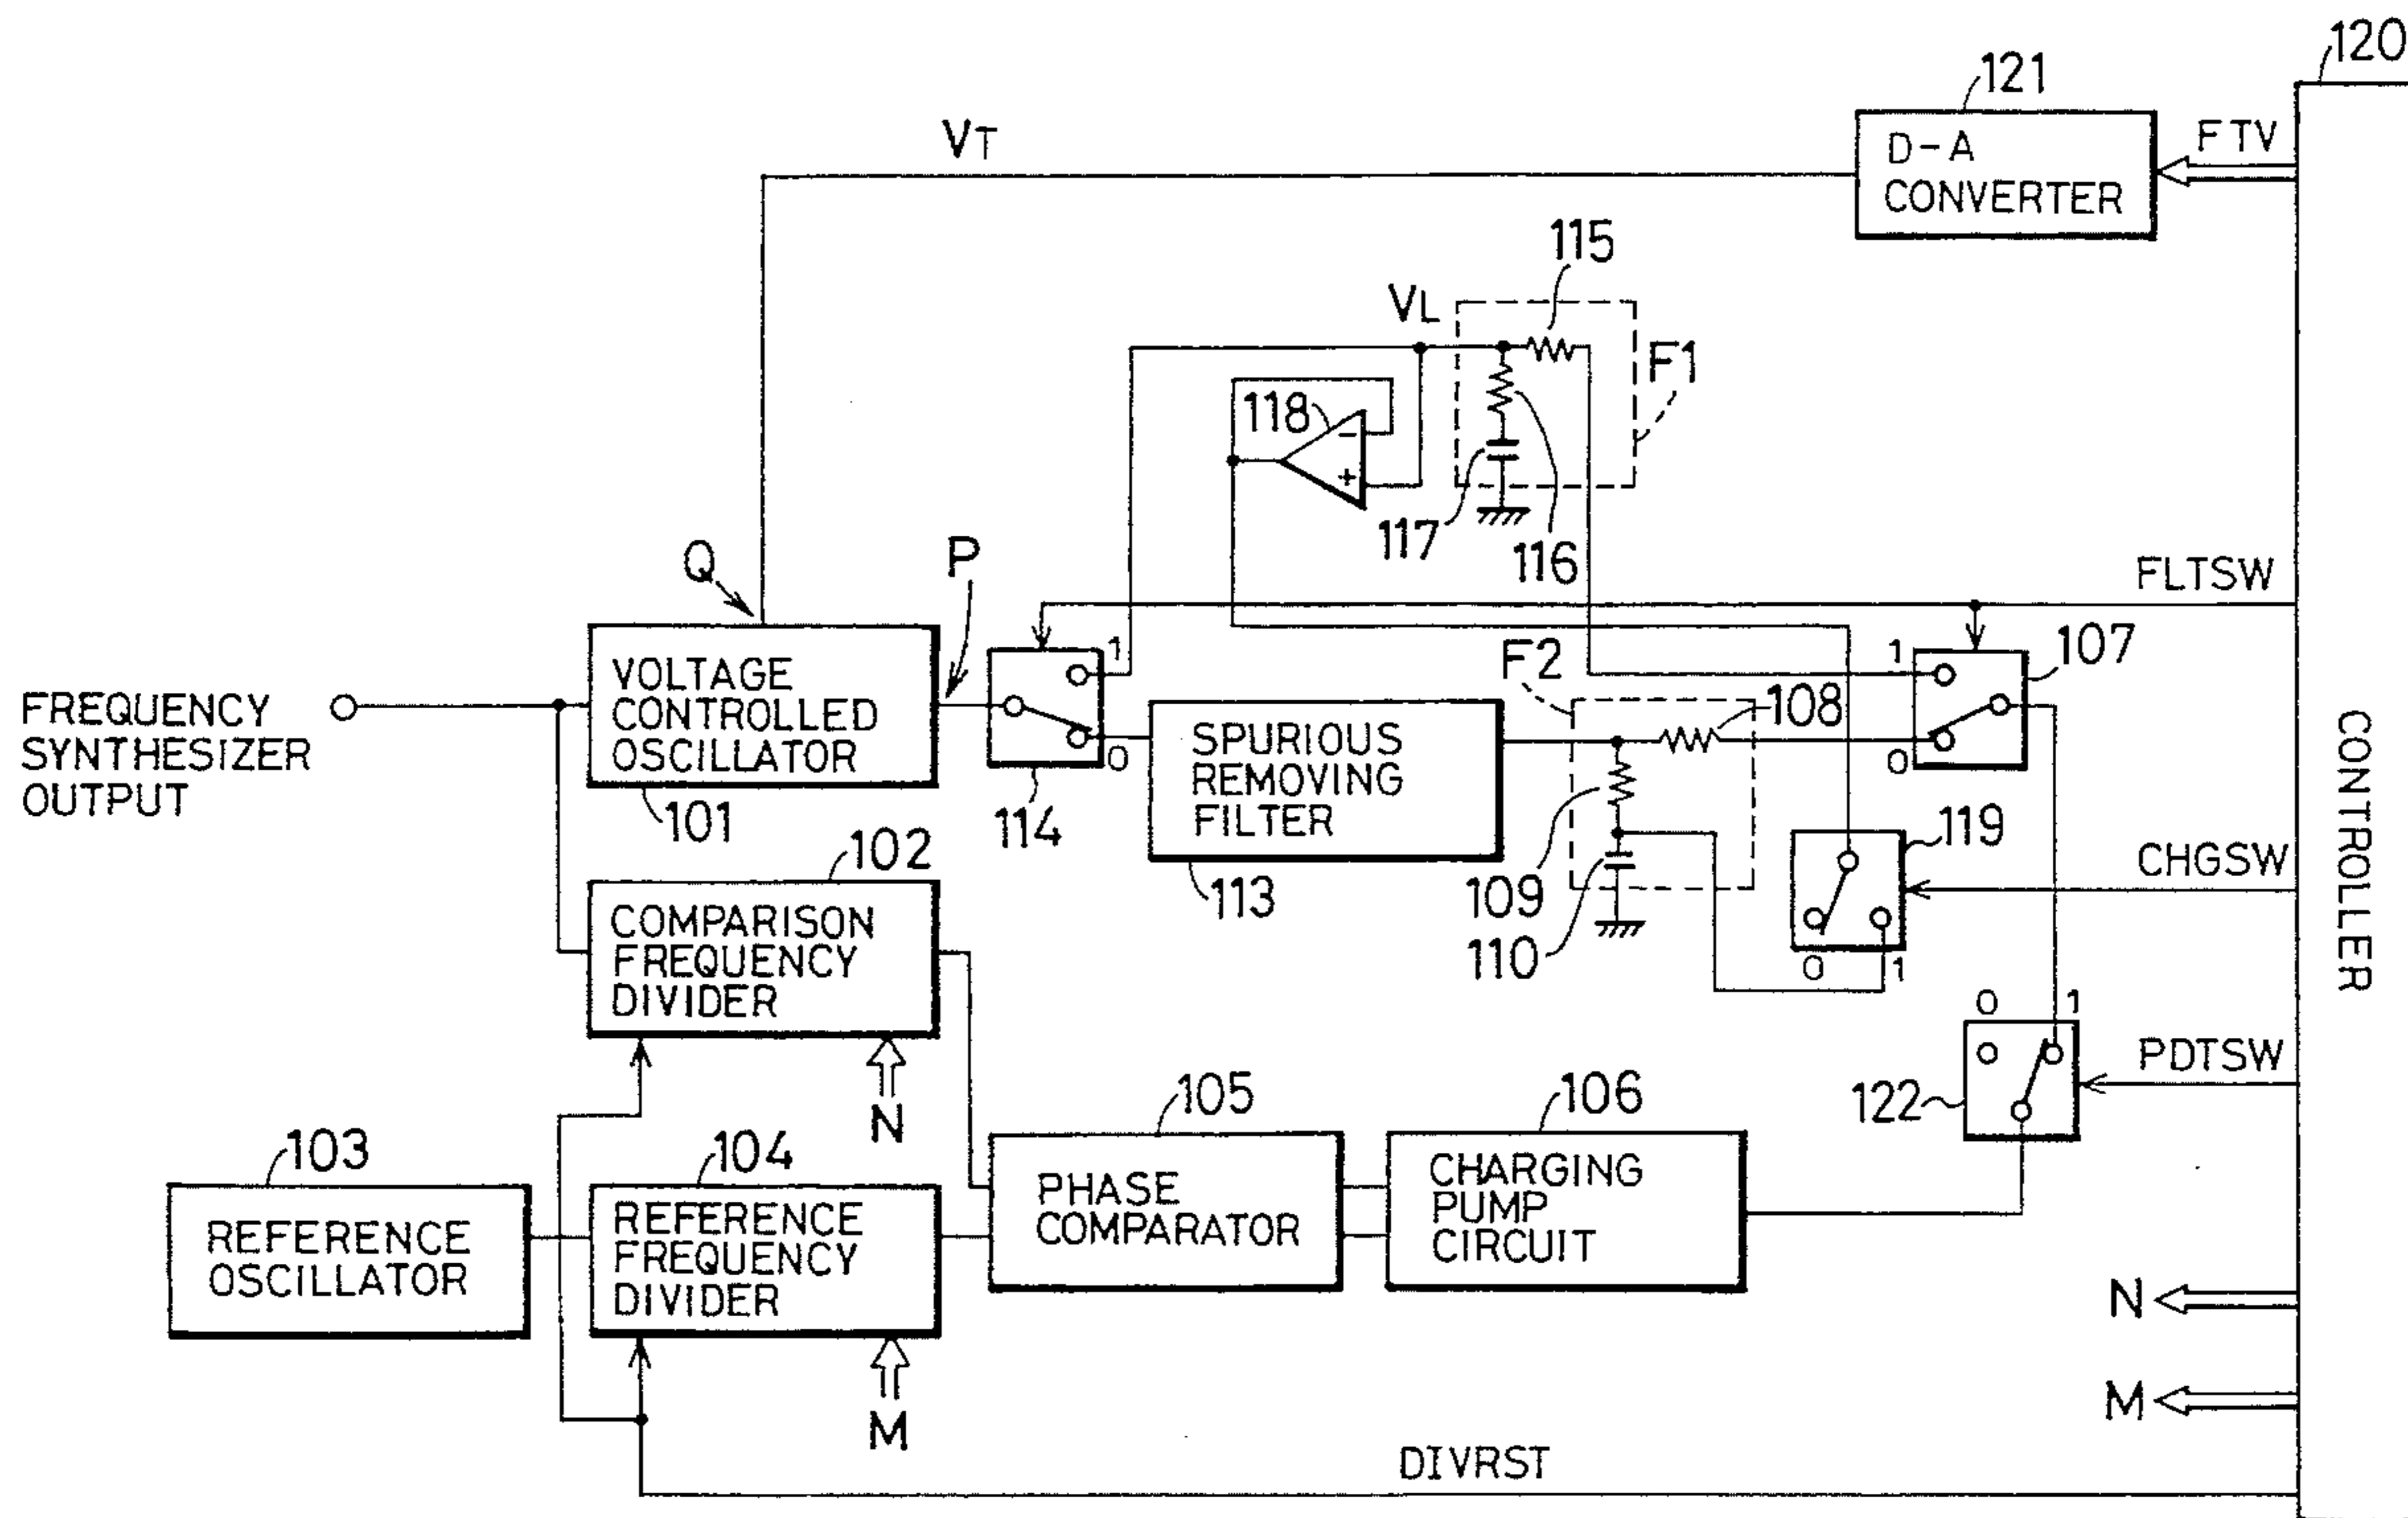 120
121
VT
D-A
CONVERTER
FTV
115
VL
F1
118
-
+
117
116
Q
P
FLTSW
1
F2
1
107
FREQUENCY
SYNTHESIZER
OUTPUT
VOLTAGE
CONTROLLED
OSCILLATOR
0
SPURIOUS
REMOVING
FILTER
108
0
101
114
102
113
109
110
119
CHGSW
CONTROLLER
COMPARISON
FREQUENCY
DIVIDER
0
1
0
1
N
122
PDTSW
103
104
105
106
REFERENCE
OSCILLATOR
REFERENCE
FREQUENCY
DIVIDER
PHASE
COMPARATOR
CHARGING
PUMP
CIRCUIT
N
M
M
DIVRST